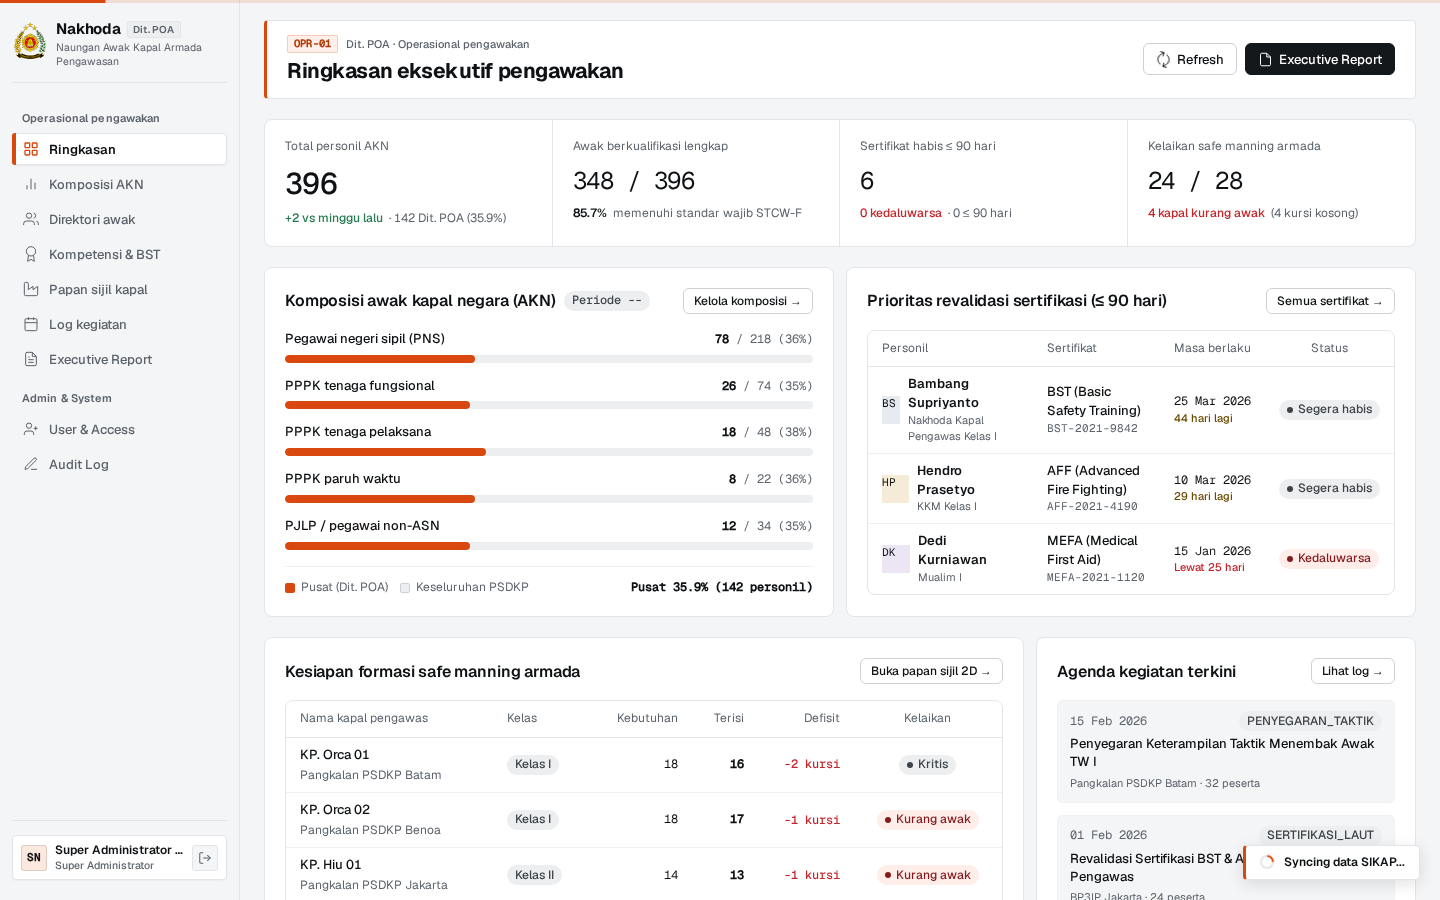 Nakhoda Dit. POA
Naungan Awak Kapal Armada
Pengawasan
Operasional pengawakan
Ringkasan
Komposisi AKN
Direktori awak
Kompetensi & BST
Papan sijil kapal
Log kegiatan
Executive Report
Admin & System
User & Access
Audit Log
SN
Super Administrator ...
Super Administrator
OPR-01 Dit. POA · Operasional pengawakan
Ringkasan eksekutif pengawakan
Refresh
Executive Report
Total personil AKN
396
+2 vs minggu lalu · 142 Dit. POA (35.9%)
Awak berkualifikasi lengkap
348 / 396
85.7% memenuhi standar wajib STCW-F
Sertifikat habis ≤ 90 hari
6
0 kedaluwarsa · 0 ≤ 90 hari
Kelaikan safe manning armada
24 / 28
4 kapal kurang awak (4 kursi kosong)
Komposisi awak kapal negara (AKN) Periode -- Kelola komposisi →
Pegawai negeri sipil (PNS) 78 / 218 (36%)
PPPK tenaga fungsional 26 / 74 (35%)
PPPK tenaga pelaksana 18 / 48 (38%)
PPPK paruh waktu 8 / 22 (36%)
PJLP / pegawai non-ASN 12 / 34 (35%)
Pusat (Dit. POA) Keseluruhan PSDKP Pusat 35.9% (142 personil)
Prioritas revalidasi sertifikasi (≤ 90 hari) Semua sertifikat →
Personil Sertifikat Masa berlaku Status
BS
Bambang
Supriyanto
Nakhoda Kapal
Pengawas Kelas I
BST (Basic
Safety Training)
BST-2021-9842
25 Mar 2026
44 hari lagi
Segera habis
HP
Hendro
Prasetyo
KKM Kelas I
AFF (Advanced
Fire Fighting)
AFF-2021-4190
10 Mar 2026
29 hari lagi
Segera habis
DK
Dedi
Kurniawan
Mualim I
MEFA (Medical
First Aid)
MEFA-2021-1120
15 Jan 2026
Lewat 25 hari
Kedaluwarsa
Kesiapan formasi safe manning armada Buka papan sijil 2D →
Nama kapal pengawas Kelas Kebutuhan Terisi Defisit Kelaikan
KP. Orca 01
Pangkalan PSDKP Batam
Kelas I 18 16 -2 kursi Kritis
KP. Orca 02
Pangkalan PSDKP Benoa
Kelas I 18 17 -1 kursi Kurang awak
KP. Hiu 01
Pangkalan PSDKP Jakarta
Kelas II 14 13 -1 kursi Kurang awak
Agenda kegiatan terkini Lihat log →
15 Feb 2026 PENYEGARAN_TAKTIK
Penyegaran Keterampilan Taktik Menembak Awak
TW I
Pangkalan PSDKP Batam · 32 peserta
01 Feb 2026 SERTIFIKASI_LAUT
Revalidasi Sertifikasi BST & A
Pengawas
BP3IP Jakarta · 24 peserta
Syncing data SIKAP...